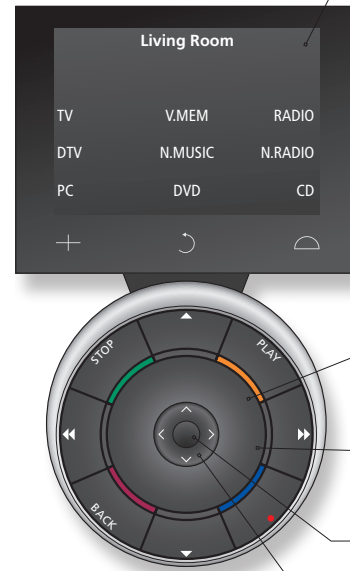 Living Room
TV V.MEM RADIO
DTV N.MUSIC N.RADIO
PC DVD CD
STOP PLAY
BACK